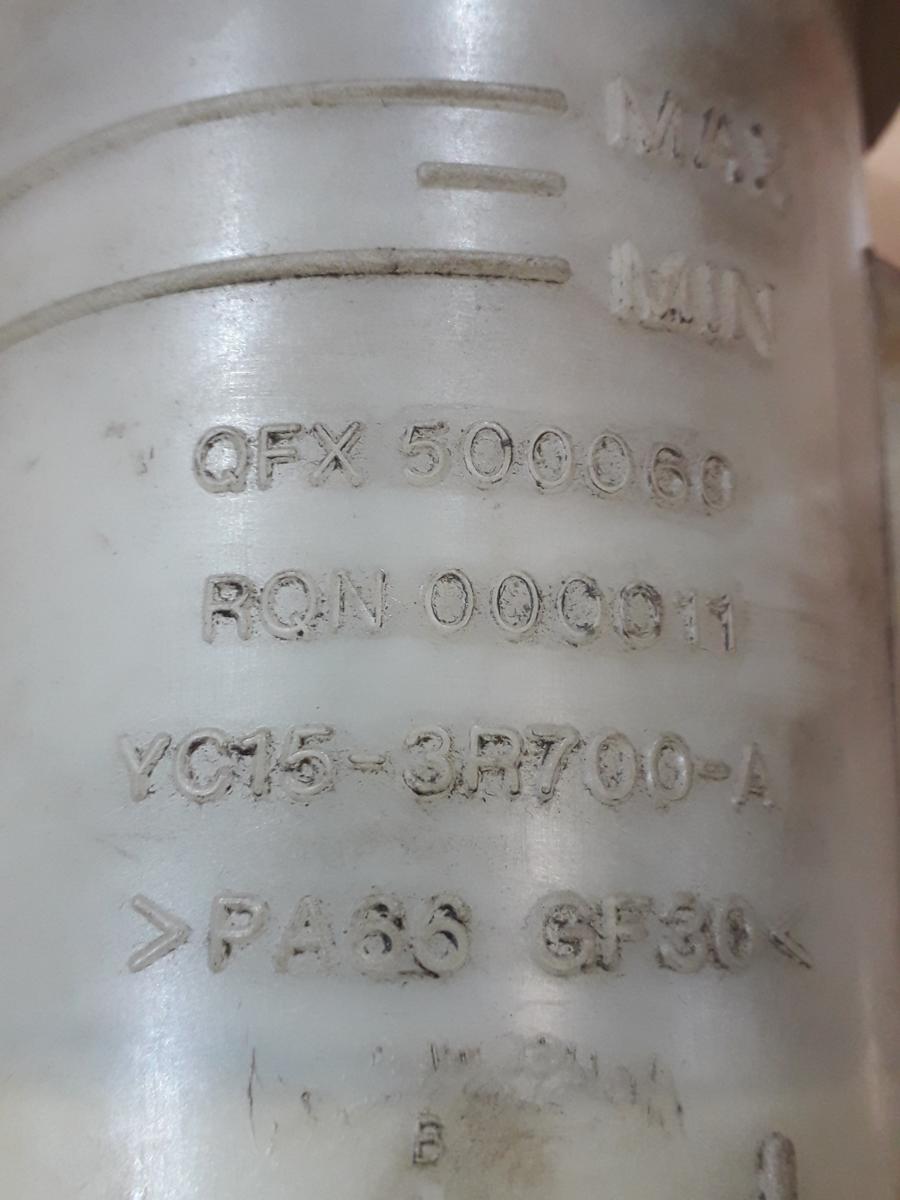 MAX
MIN
QFX 500060
RQN 000011
YC15-3R700-A
>PA66 GF30<
B